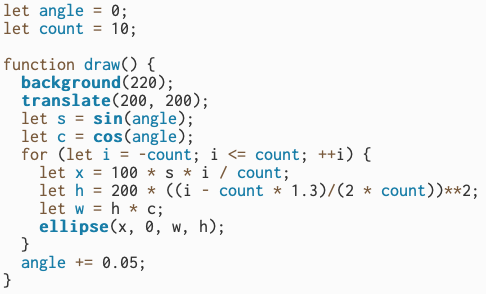 let angle = 0;
let count = 10;

function draw() {
  background(220);
  translate(200, 200);
  let s = sin(angle);
  let c = cos(angle);
  for (let i = -count; i <= count; ++i) {
    let x = 100 * s * i / count;
    let h = 200 * ((i - count * 1.3)/(2 * count))**2;
    let w = h * c;
    ellipse(x, 0, w, h);
  }
  angle += 0.05;
}